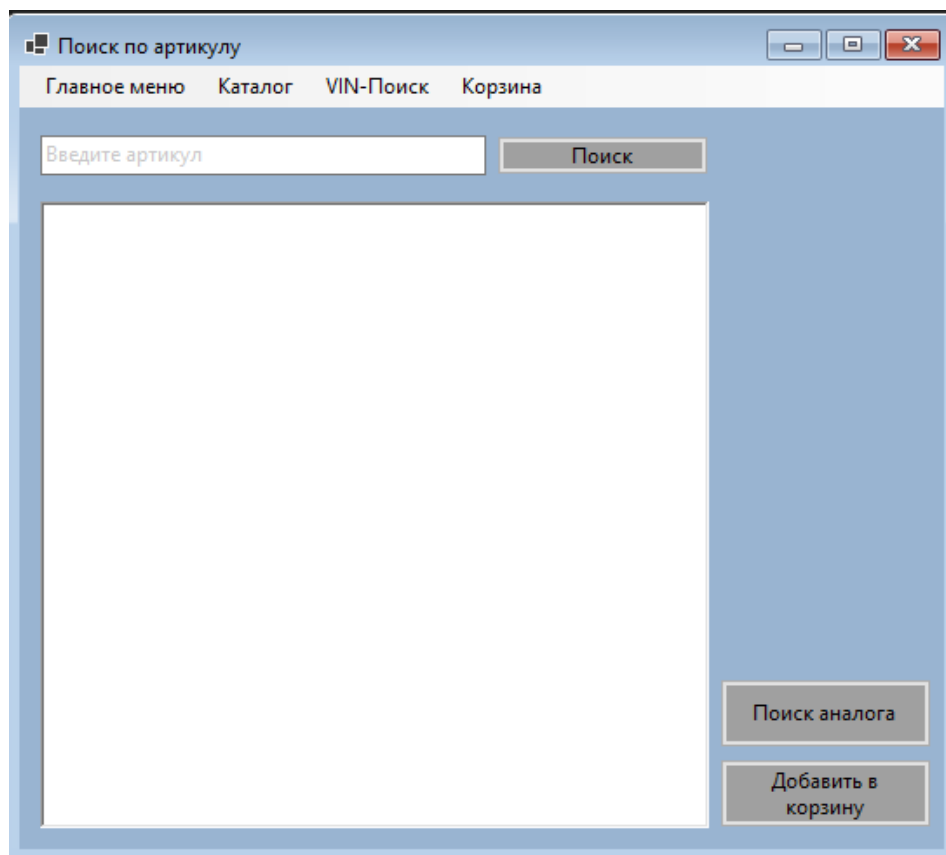 Поиск по артикулу
Главное меню Каталог VIN-Поиск Корзина
Введите артикул Поиск
Поиск аналога
Добавить в
корзину